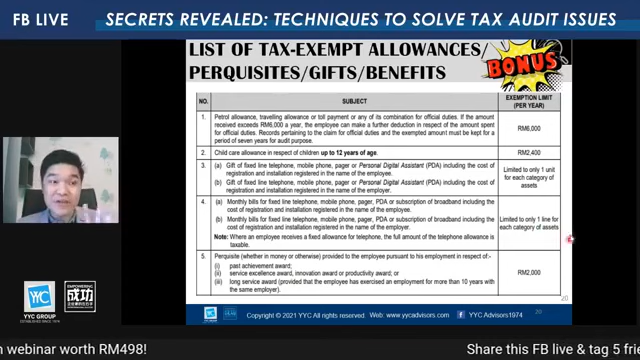 FB LIVE
SECRETS REVEALED: TECHNIQUES TO SOLVE TAX AUDIT ISSUES
LIST OF TAX-EXEMPT ALLOWANCES/
PERQUISITES/GIFTS/BENEFITS
BONUS
NO. SUBJECT EXEMPTION LIMIT
(PER YEAR)
1. Petrol allowance, travelling allowance or toll payment or any of its combination for official duties. If the
amount received exceeds RM6,000 a year, the employee can make a further deduction in respect of the amount spent
for official duties. Records pertaining to the claim for official duties and the exempted amount must be kept for a
period of seven years for audit purpose.
RM6,000
2. Child care allowance in respect of children up to 12 years of age. RM2,400
3. (a) Gift of fixed line telephone, mobile phone, pager or Personal Digital Assistant (PDA) including the cost of
registration and installation registered in the name of the employee.
(b) Gift of fixed line telephone, mobile phone, pager or Personal Digital Assistant (PDA) including the cost of
registration and installation registered in the name of the employer.
Limited to only 1 unit
for each category of
assets
4. (a) Monthly bills for fixed line telephone, mobile phone, pager, PDA or subscription of broadband including the
cost of registration and installation registered in the name of the employee.
(b) Monthly bills for fixed line telephone, mobile phone, pager, PDA or subscription of broadband including the
cost of registration and installation registered in the name of the employer.
Note: Where an employee receives a fixed allowance for telephone, the full amount of the telephone allowance is
taxable.
Limited to only 1 line for
each category of assets
5. Perquisite (whether in money or otherwise) provided to the employee pursuant to his employment in respect of:-
(i) past achievement award;
(ii) service excellence award, innovation award or productivity award; or
(iii) long service award (provided that the employee has exercised an employment for more than 10 years with
the same employer).
RM2,000
20
YYC
YYC GROUP
ESTABLISHED SINCE 1974
成功
YYC
Copyright © 2021 YYC Advisors. All Rights Reserved. Website: www.yycadvisors.com YYC Advisors1974 20
n webinar worth RM498!
Share this FB live & tag 5 frie